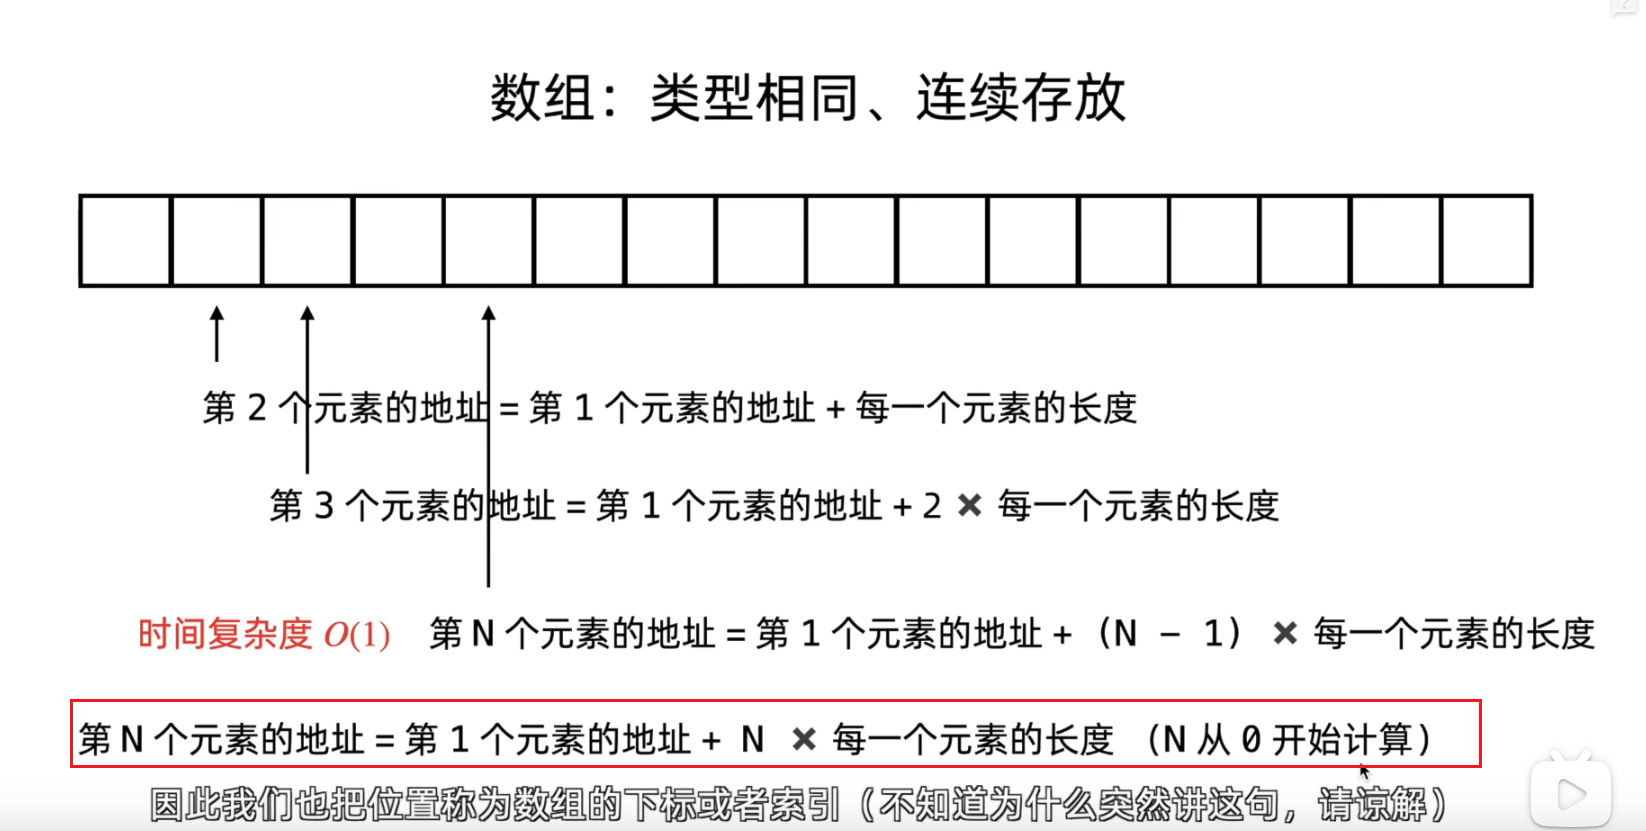 数组：类型相同、连续存放
第 2 个元素的地址 = 第 1 个元素的地址 + 每一个元素的长度
第 3 个元素的地址 = 第 1 个元素的地址 + 2 ✖ 每一个元素的长度
时间复杂度 O(1) 第 N 个元素的地址 = 第 1 个元素的地址 + （N - 1） ✖ 每一个元素的长度
第 N 个元素的地址 = 第 1 个元素的地址 + N ✖ 每一个元素的长度 （N 从 0 开始计算）
因此我们也把位置称为数组的下标或者索引（不知道为什么突然讲这句，请谅解）